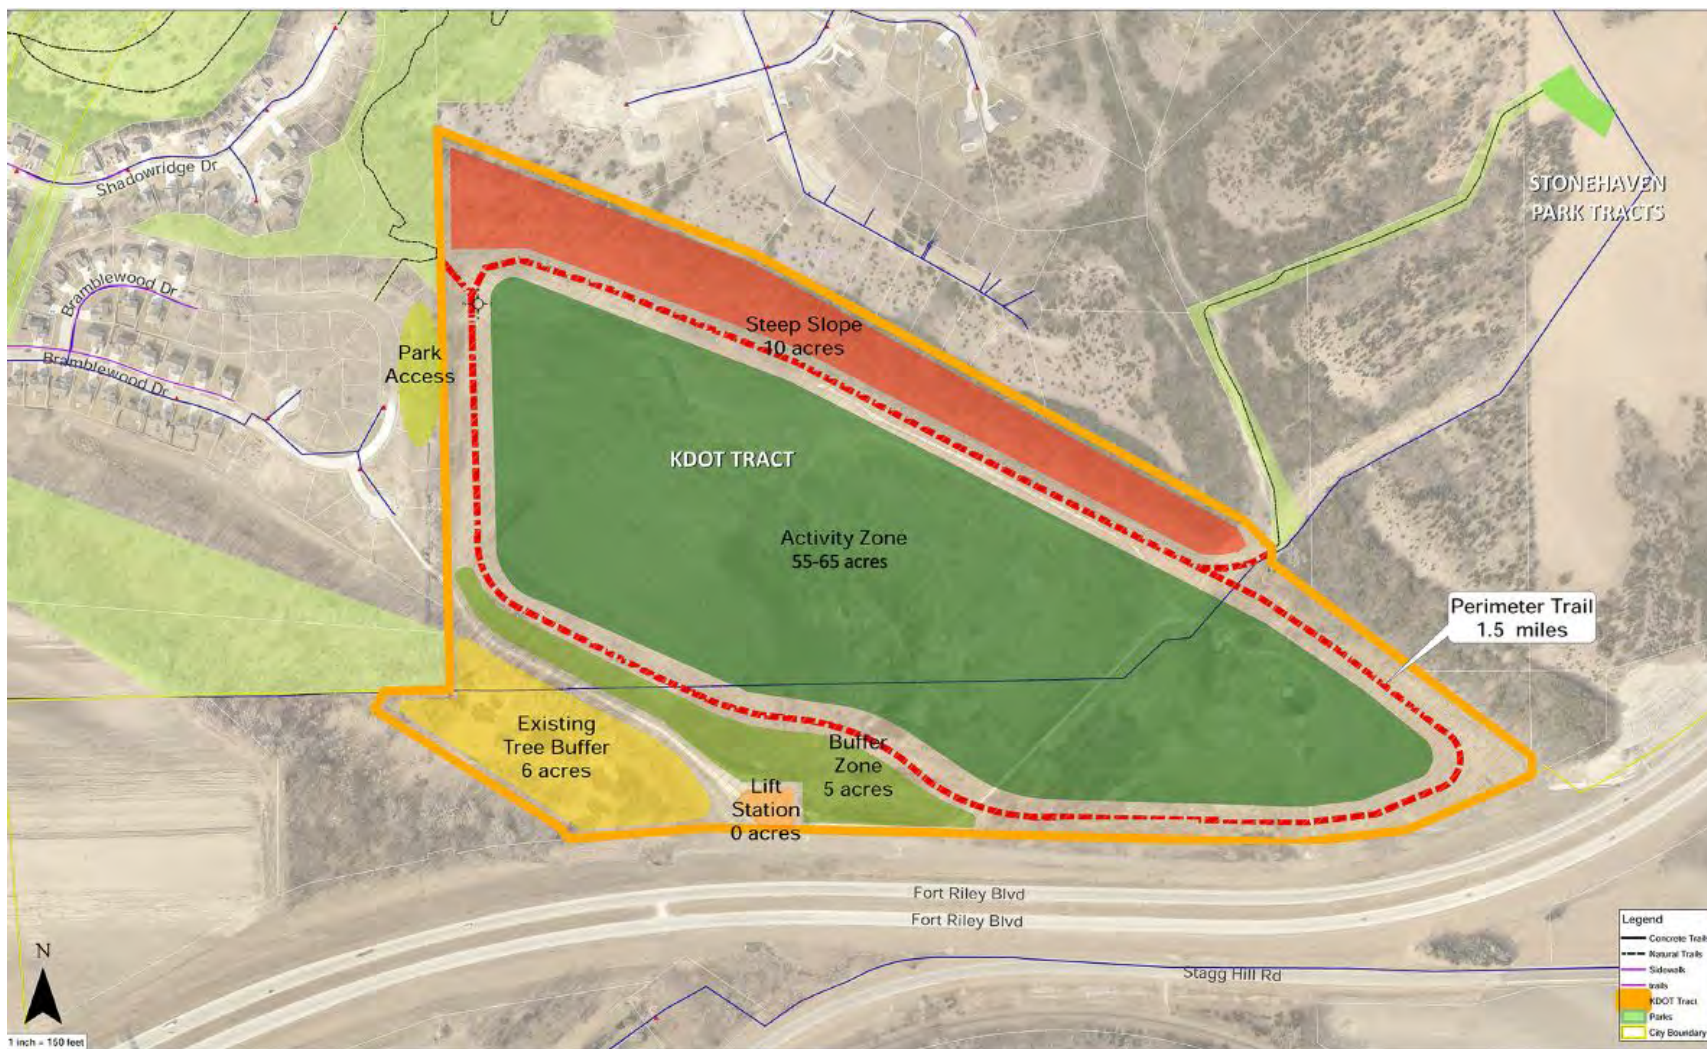 Shadowridge Dr
STONEHAVEN
PARK TRACTS
Bramblewood Dr
Bramblewood Dr
Park
Access
Steep Slope
10 acres
KDOT TRACT
Activity Zone
55-65 acres
Perimeter Trail
1.5 miles
Existing
Tree Buffer
6 acres
Buffer
Zone
5 acres
Lift
Station
0 acres
Fort Riley Blvd
Fort Riley Blvd
Stagg Hill Rd
N
1 inch = 150 feet
Legend
Concrete Trails
Natural Trails
Sidewalk
trails
KDOT Tract
Parks
City Boundary